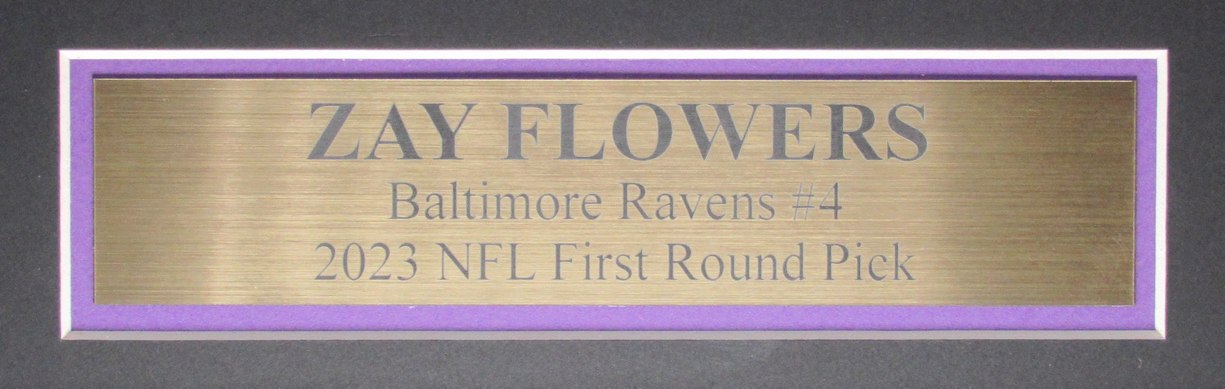 ZAY FLOWERS
Baltimore Ravens #4
2023 NFL First Round Pick